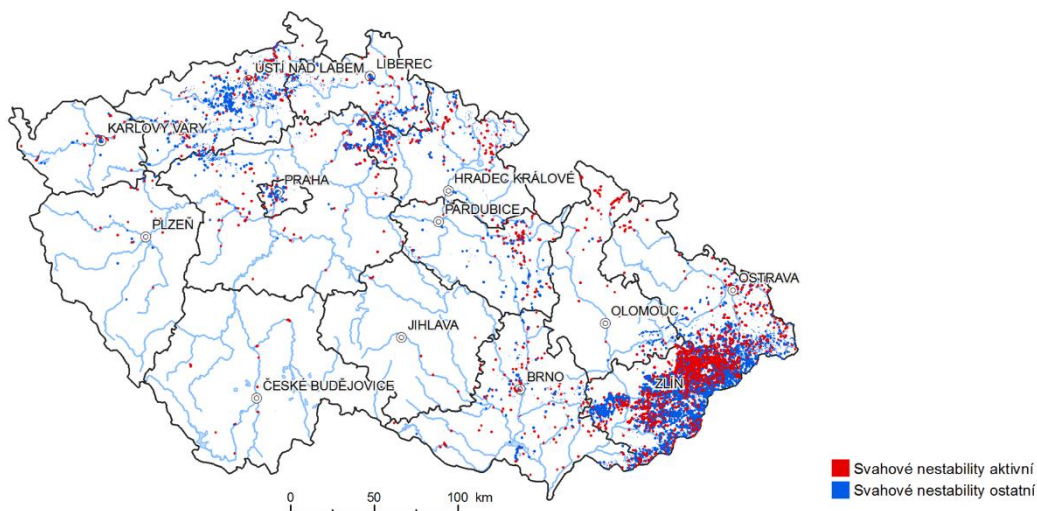 ÚSTÍ NAD LABEM
LIBEREC
KARLOVY VARY
PRAHA
HRADEC KRÁLOVÉ
PARDUBICE
PLZEŇ
OSTRAVA
OLOMOUC
JIHLAVA
ZLÍN
BRNO
ČESKÉ BUDĚJOVICE
Svahové nestability aktivní
Svahové nestability ostatní
0 50 100 km